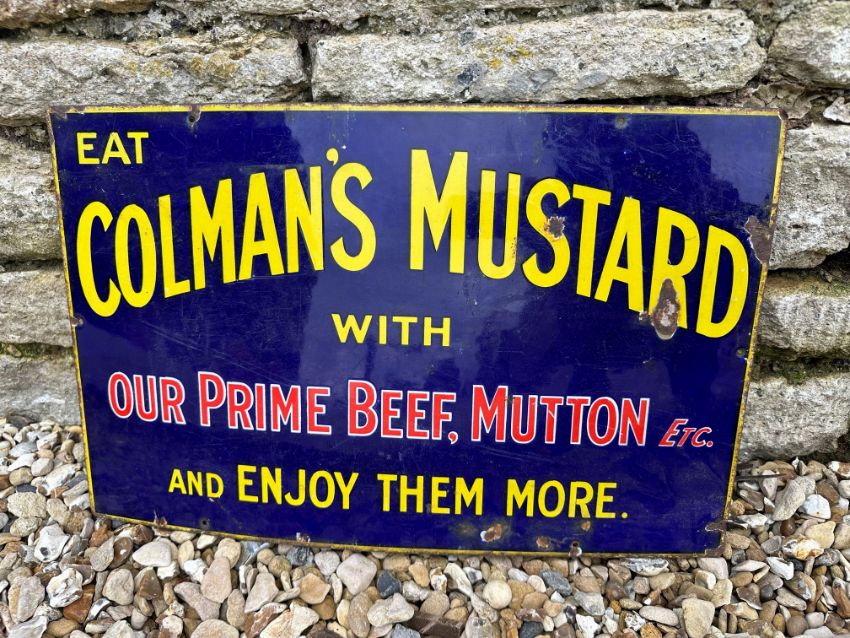 EAT
COLMAN'S MUSTARD
WITH
OUR PRIME BEEF, MUTTON ETC.
AND ENJOY THEM MORE.